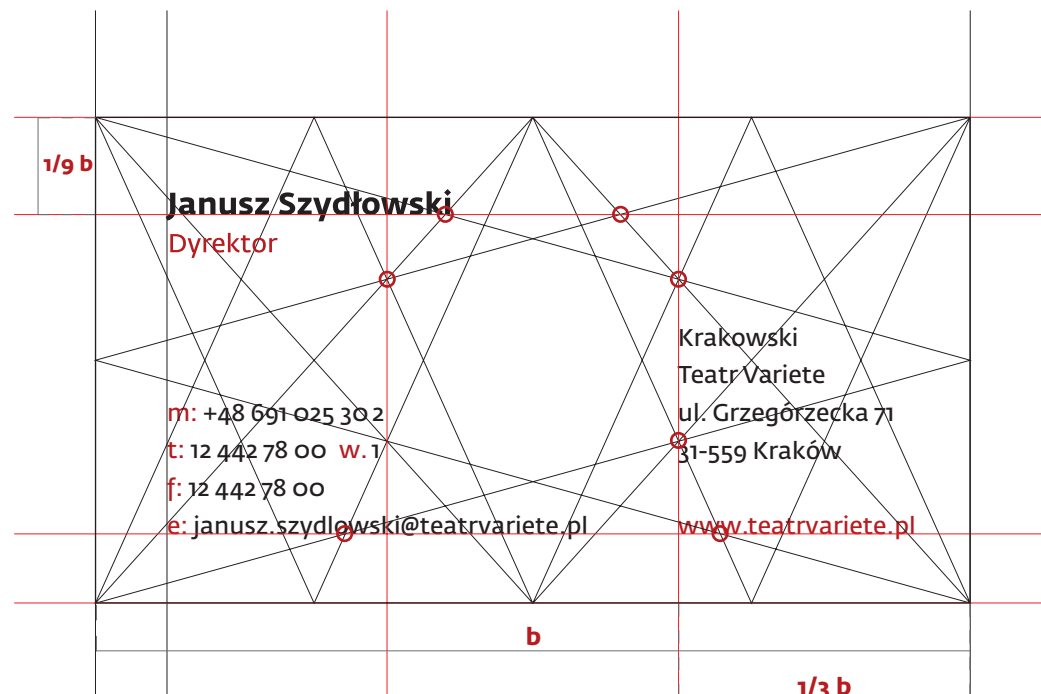 1/9 b
Janusz Szydłowski
Dyrektor
m: +48 691 025 302
t: 12 442 78 00 w. 1
f: 12 442 78 00
e: janusz.szydlowski@teatrvariete.pl
Krakowski
Teatr Variete
ul. Grzegórzecka 71
31-559 Kraków
www.teatrvariete.pl
b
1/3 b